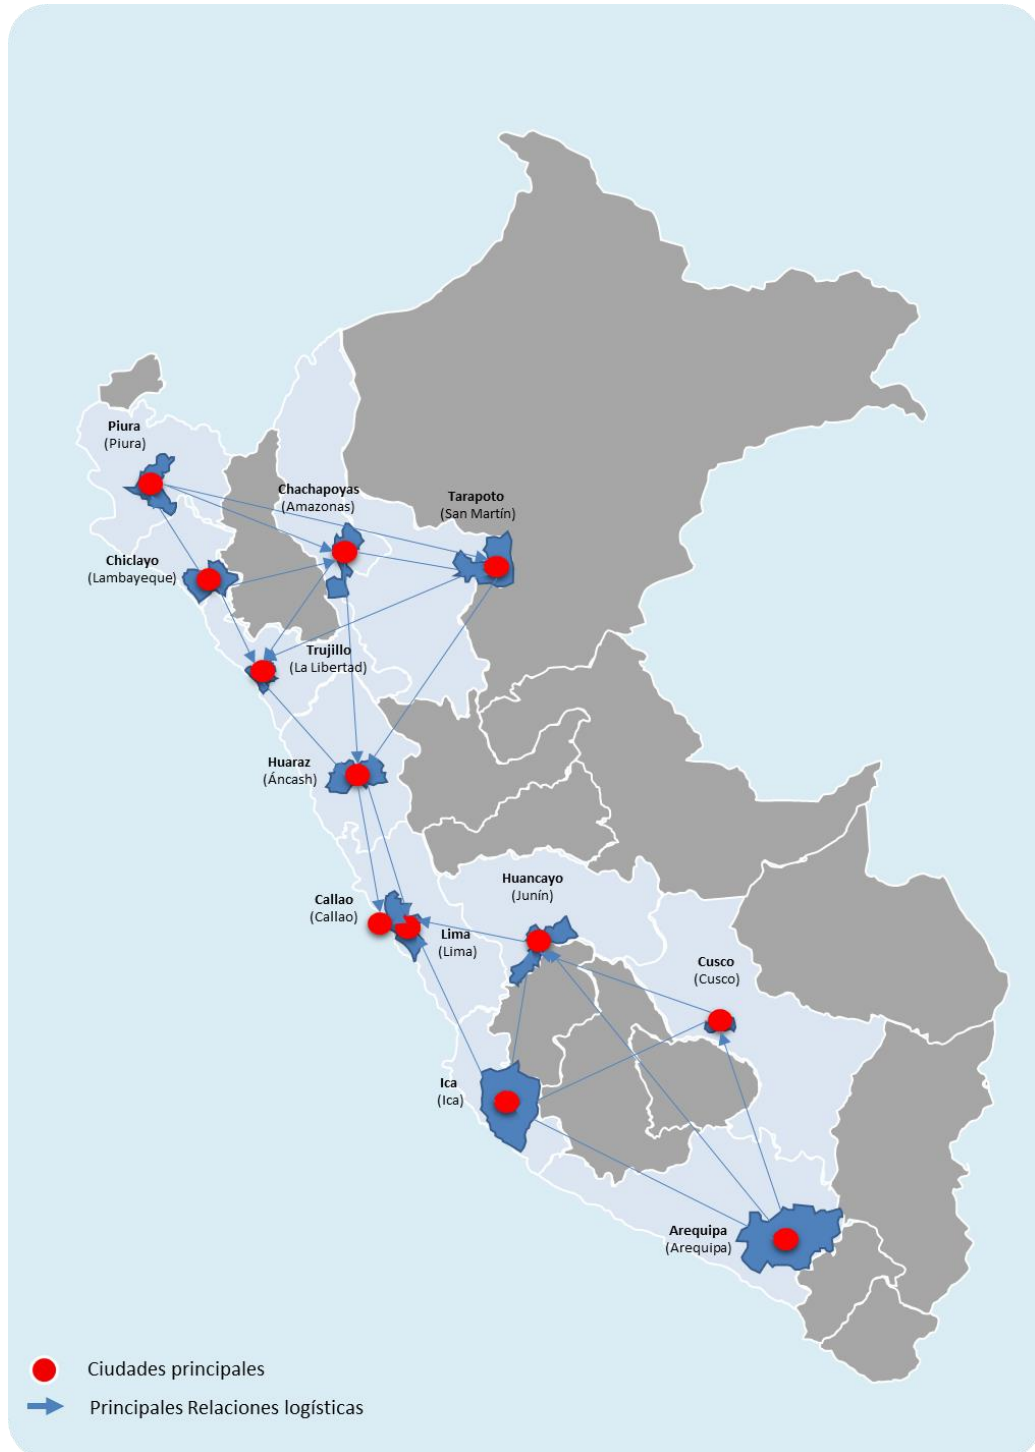 Piura
(Piura)
Chachapoyas
(Amazonas)
Tarapoto
(San Martín)
Chiclayo
(Lambayeque)
Trujillo
(La Libertad)
Huaraz
(Áncash)
Callao
(Callao)
Lima
(Lima)
Huancayo
(Junín)
Cusco
(Cusco)
Ica
(Ica)
Arequipa
(Arequipa)
Ciudades principales
Principales Relaciones logísticas